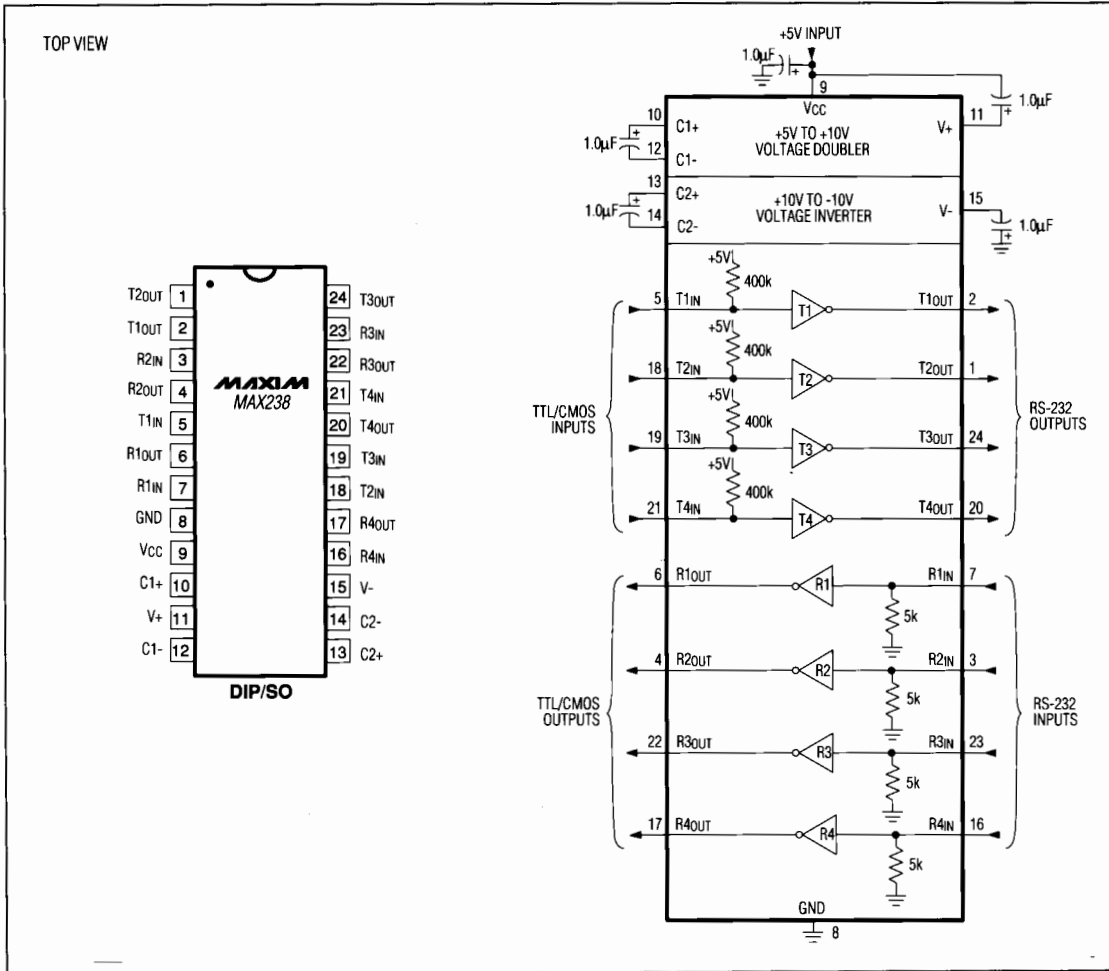 TOP VIEW
T2OUT 1
T1OUT 2
R2IN 3
R2OUT 4
T1IN 5
R1OUT 6
R1IN 7
GND 8
VCC 9
C1+ 10
V+ 11
C1- 12
MAXIM
MAX238
24 T3OUT
23 R3IN
22 R3OUT
21 T4IN
20 T4OUT
19 T3IN
18 T2IN
17 R4OUT
16 R4IN
15 V-
14 C2-
13 C2+
DIP/SO
+5V INPUT
1.0µF +
9
VCC
1.0µF +
10 C1+
+5V TO +10V
VOLTAGE DOUBLER
V+ 11
1.0µF +
12 C1-
13 C2+
+10V TO -10V
VOLTAGE INVERTER
V- 15
1.0µF +
14 C2-
1.0µF +
+5V
400k
5 T1IN T1 T1OUT 2
+5V
400k
18 T2IN T2 T2OUT 1
+5V
400k
19 T3IN T3 T3OUT 24
+5V
400k
21 T4IN T4 T4OUT 20
TTL/CMOS
INPUTS
RS-232
OUTPUTS
6 R1OUT R1 R1IN 7
5k
4 R2OUT R2 R2IN 3
5k
22 R3OUT R3 R3IN 23
5k
17 R4OUT R4 R4IN 16
5k
TTL/CMOS
OUTPUTS
RS-232
INPUTS
GND
8